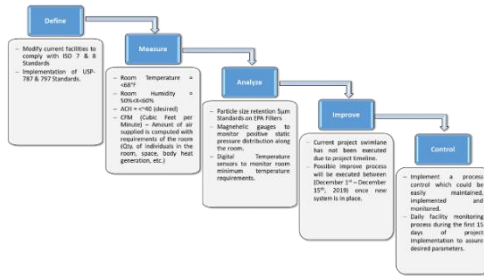 Define
– Modify current facilities to
comply with ISO 7 & 8
Standards
– Implementation of USP-
787 & 797 Standards.
Measure
– Room Temperature =
<68°F
– Room Humidity =
50%<X<60%
– ACH = <~40 (desired)
– CFM (Cubic Feet per
Minute) – Amount of air
supplied is computed with
requirements of the room
(Qty. of individuals in the
room, space, body heat
generation, etc.)
Analyze
– Particle size retention 5µm
Standards on EPA Filters
– Magnehelic gauges to
monitor positive static
pressure distribution along
the room.
– Digital Temperature
sensors to monitor room
minimum temperature
requirements.
Improve
– Current project swimlane
has not been executed
due to project timeline.
– Possible improve process
will be executed between
(December 1st – December
15th, 2019) once new
system is in place.
Control
– Implement a process
control which could be
easily maintained,
implemented and
monitored.
– Daily facility monitoring
process during the first 15
days of project
implementation to assure
desired parameters.